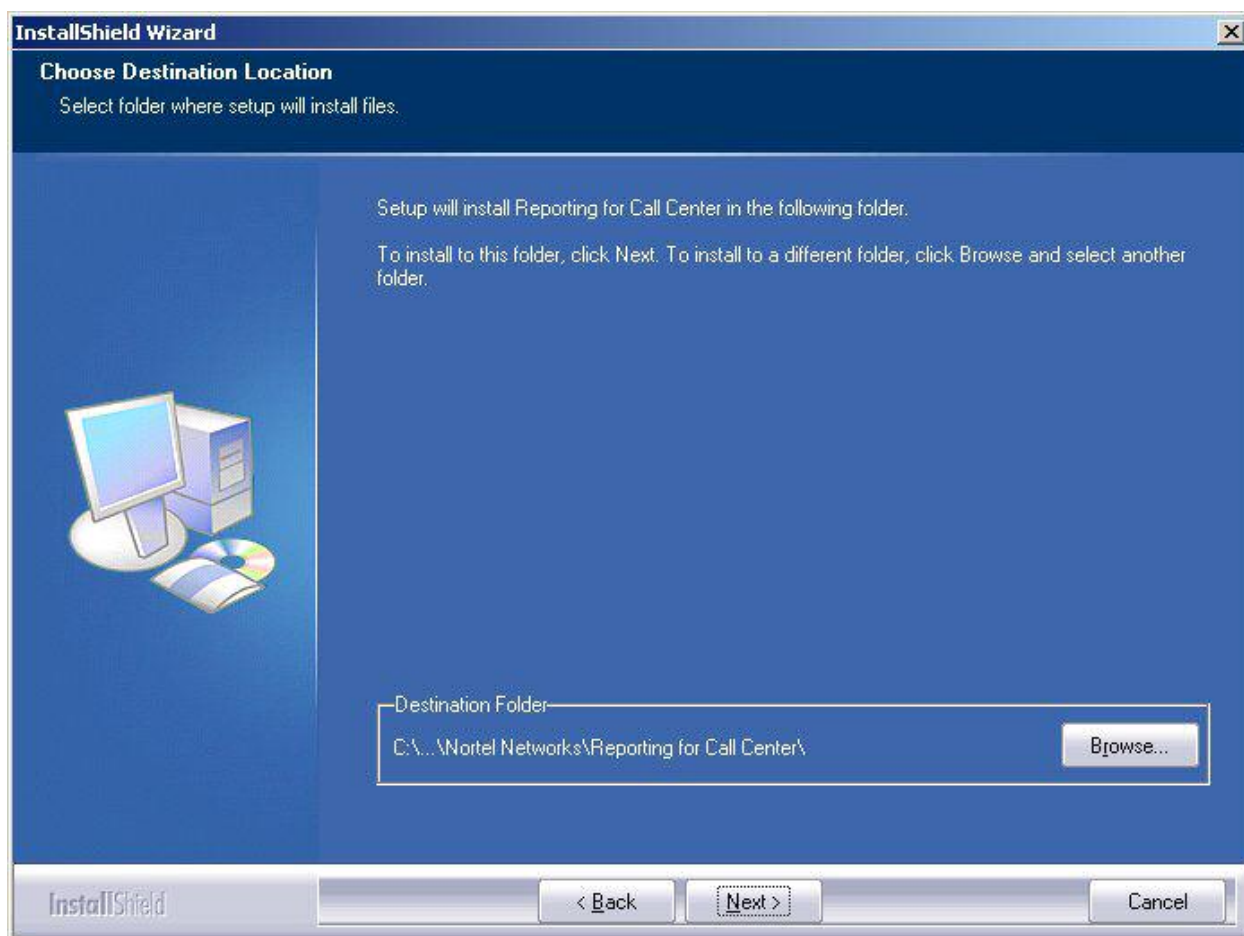 InstallShield Wizard
Choose Destination Location
Select folder where setup will install files.
Setup will install Reporting for Call Center in the following folder.
To install to this folder, click Next. To install to a different folder, click Browse and select another
folder.
Destination Folder
C:\...\Nortel Networks\Reporting for Call Center\
Browse...
InstallShield
< Back
Next >
Cancel